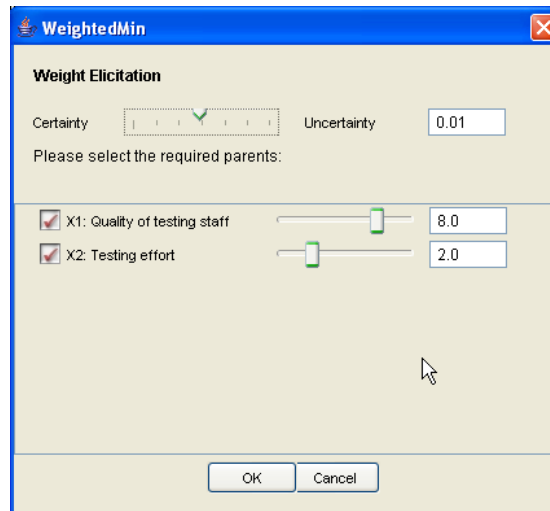 WeightedMin
Weight Elicitation
Certainty Uncertainty 0.01
Please select the required parents:
X1: Quality of testing staff 8.0
X2: Testing effort 2.0
OK Cancel